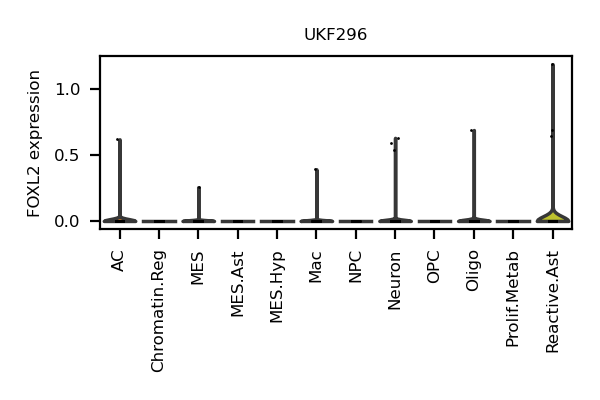 UKF296
FOXL2 expression
1.0
0.5
0.0
AC
Chromatin.Reg
MES
MES.Ast
MES.Hyp
Mac
NPC
Neuron
OPC
Oligo
Prolif.Metab
Reactive.Ast